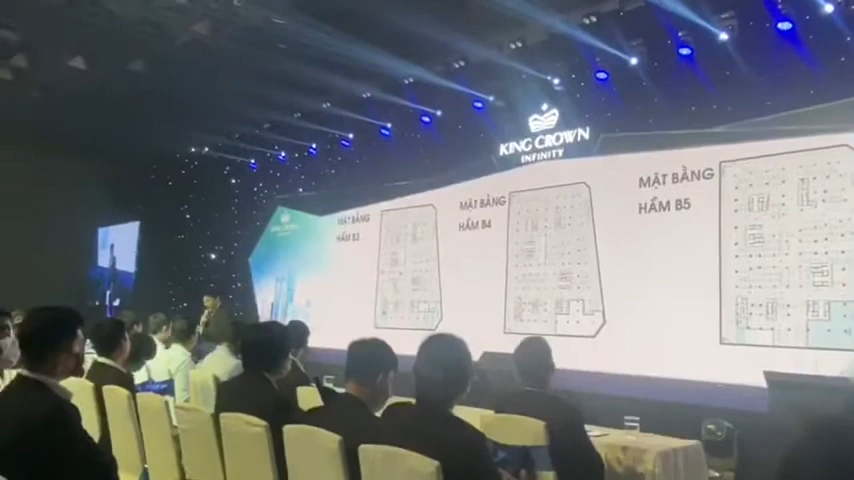 KING CROWN
INFINITY
MẶT BẰNG
HẦM B3
MẶT BẰNG
HẦM B4
MẶT BẰNG
HẦM B5